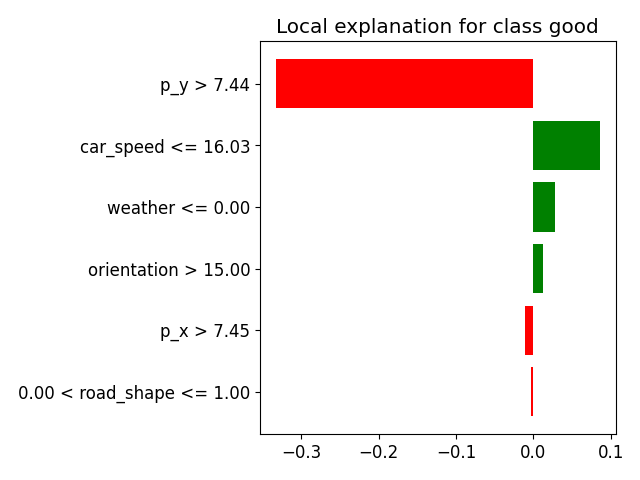 Local explanation for class good
p_y > 7.44
car_speed <= 16.03
weather <= 0.00
orientation > 15.00
p_x > 7.45
0.00 < road_shape <= 1.00
−0.3 −0.2 −0.1 0.0 0.1